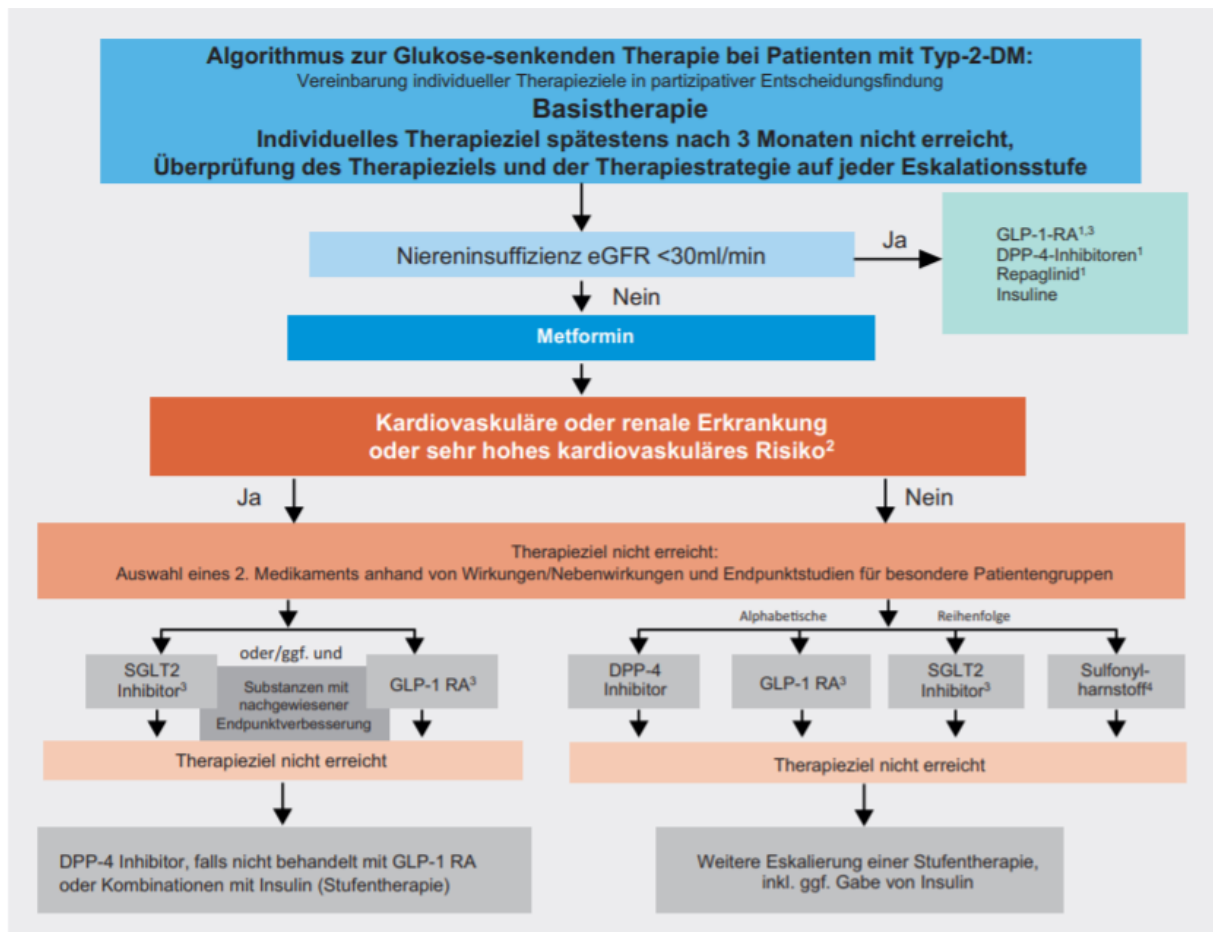 Algorithmus zur Glukose-senkenden Therapie bei Patienten mit Typ-2-DM:
Vereinbarung individueller Therapieziele in partizipativer Entscheidungsfindung
Basistherapie
Individuelles Therapieziel spätestens nach 3 Monaten nicht erreicht,
Überprüfung des Therapieziels und der Therapiestrategie auf jeder Eskalationsstufe
Niereninsuffizienz eGFR <30ml/min
Ja
GLP-1-RA¹,³
DPP-4-Inhibitoren¹
Repaglinid¹
Insuline
Nein
Metformin
Kardiovaskuläre oder renale Erkrankung
oder sehr hohes kardiovaskuläres Risiko²
Ja
Nein
Therapieziel nicht erreicht:
Auswahl eines 2. Medikaments anhand von Wirkungen/Nebenwirkungen und Endpunktstudien für besondere Patientengruppen
SGLT2
Inhibitor³
oder/ggf. und
Substanzen mit
nachgewiesener
Endpunktverbesserung
GLP-1 RA³
Alphabetische Reihenfolge
DPP-4
Inhibitor
GLP-1 RA³
SGLT2
Inhibitor³
Sulfonyl-
harnstoff⁴
Therapieziel nicht erreicht
Therapieziel nicht erreicht
DPP-4 Inhibitor, falls nicht behandelt mit GLP-1 RA
oder Kombinationen mit Insulin (Stufentherapie)
Weitere Eskalierung einer Stufentherapie,
inkl. ggf. Gabe von Insulin